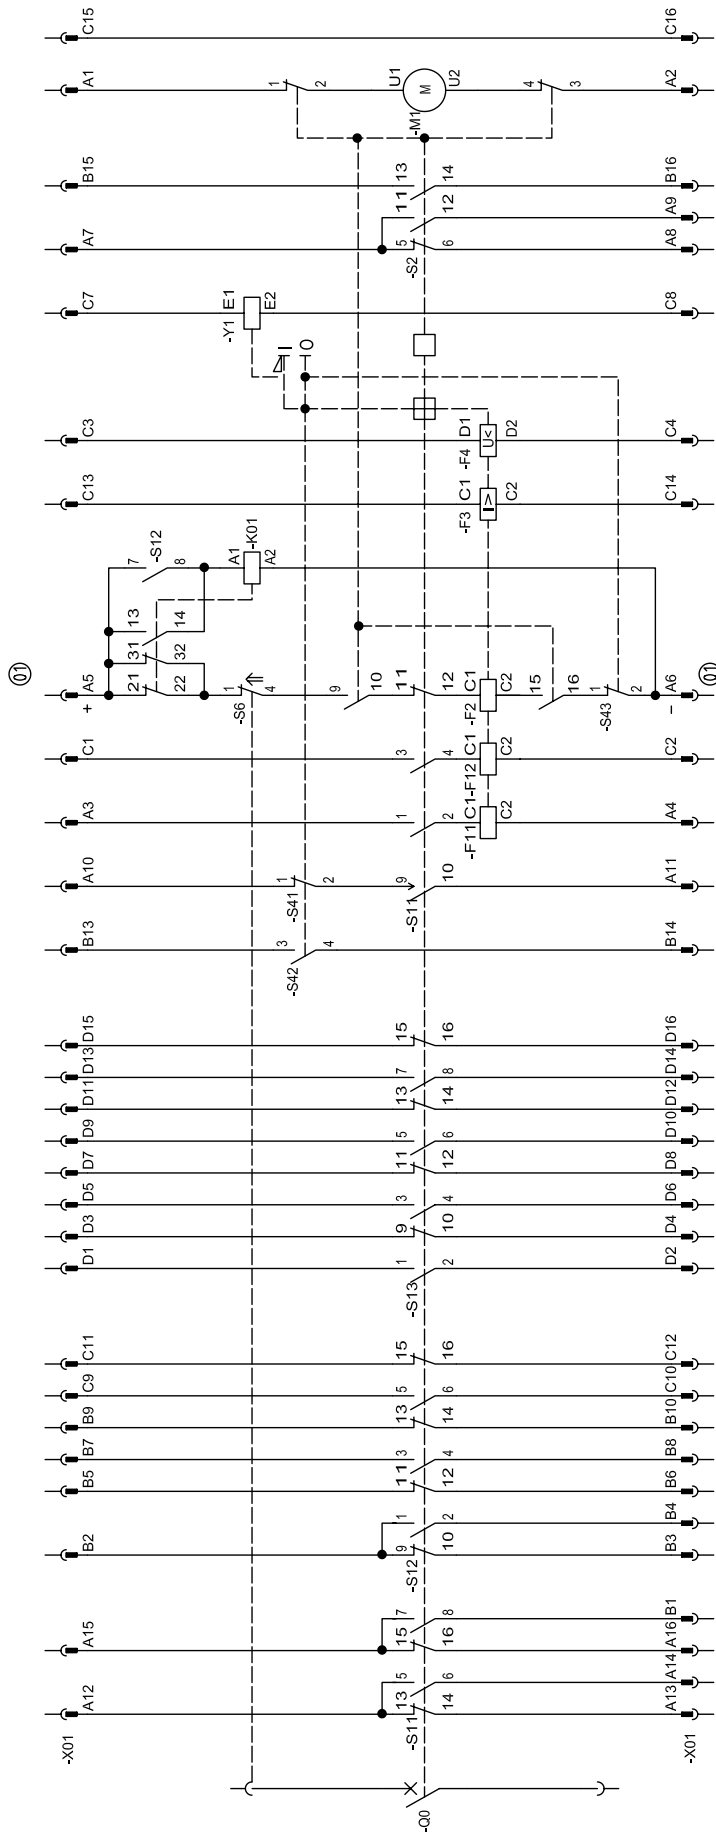 C15 C16
A1 1 2 U1 M U2 -M1 4 3 A2
B15 13 14 B16
11 12 A9
A7 5 6 -S2 A8
C7 -Y1 E1 E2 C8
I O
C3 -F4 D1 U< D2 C4
C13 -F3 C1 I> C2 C14
7 8 -S12 A1 A2 -K01
13 14
31 32
01 + A5 21 22 1 4 -S6 9 10 11 12 -F2 C1 C2 15 16 1 2 -S43 A6 - 01
C1 3 4 -F12 C1 C2 C2
A3 1 2 -F11 C1 C2 A4
A10 1 2 -S41 9 10 -S11 A11
B13 3 4 -S42 B14
D15 15 16 D16
D13 7 8 D14
D11 13 14 D12
D9 5 6 D10
D7 11 12 D8
D5 3 4 D6
D3 9 10 D4
D1 1 2 -S13 D2
C11 15 16 C12
C9 5 6 C10
B9 13 14 B10
B7 3 4 B8
B5 11 12 B6
1 2 B4
B2 9 10 -S12 B3
7 8 B1
A15 15 16 A16
5 6 A14
-X01 A12 13 14 -S11 A13 -X01
-Q0